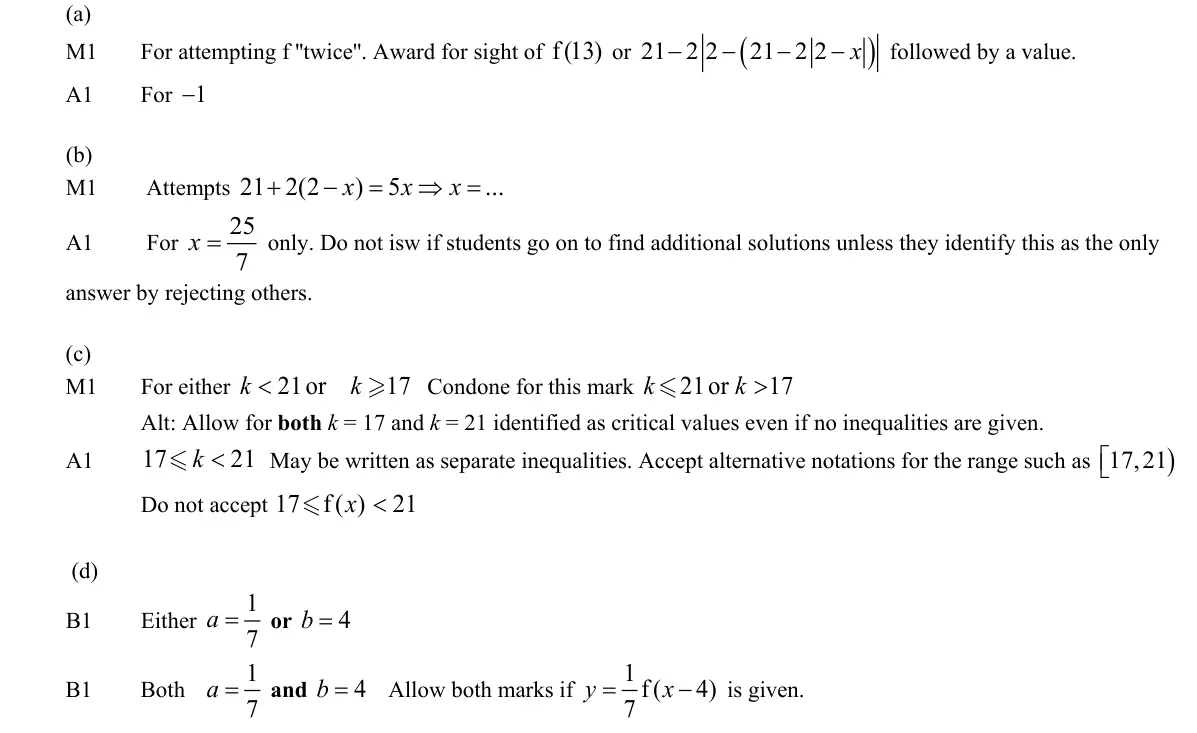 (a)
M1 For attempting f "twice". Award for sight of f(13) or 21−2|2−(21−2|2−x|)| followed by a value.
A1 For −1
(b)
M1 Attempts 21+2(2−x)=5x⇒x=...
A1 For x=25/7 only. Do not isw if students go on to find additional solutions unless they identify this as the only
answer by rejecting others.
(c)
M1 For either k<21 or k⩾17 Condone for this mark k⩽21 or k>17
Alt: Allow for both k = 17 and k = 21 identified as critical values even if no inequalities are given.
A1 17⩽k<21 May be written as separate inequalities. Accept alternative notations for the range such as [17,21)
Do not accept 17⩽f(x)<21
(d)
B1 Either a=1/7 or b=4
B1 Both a=1/7 and b=4 Allow both marks if y=1/7f(x−4) is given.